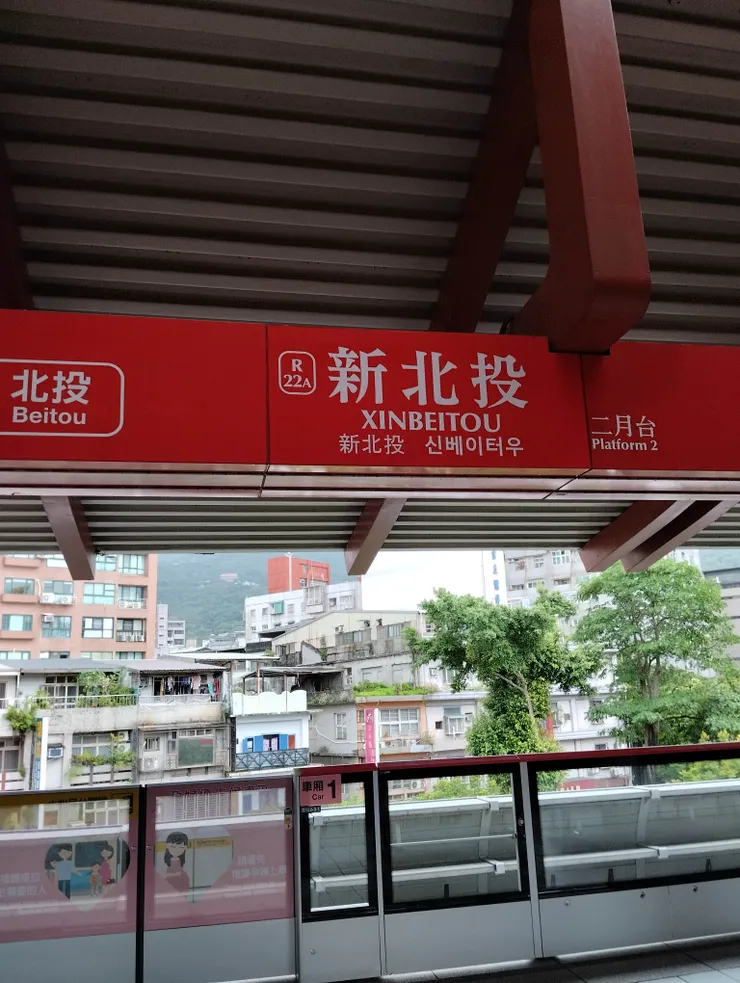 北投
Beitou
R
22A
新北投
XINBEITOU
新北投 신베이터우
二月台
Platform 2
車廂
Car 1